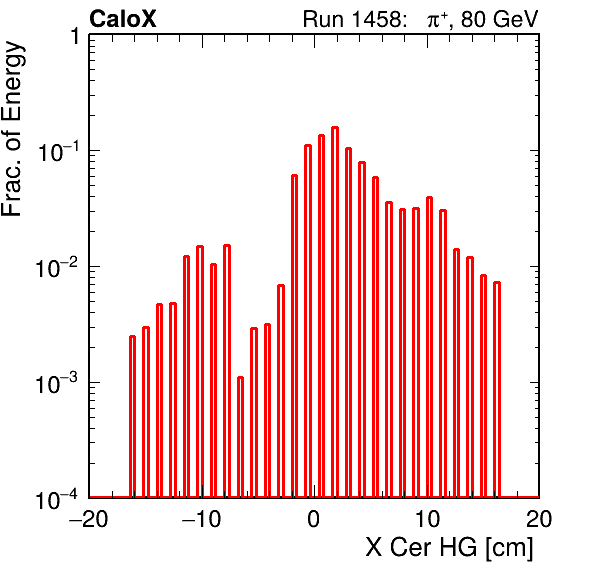 CaloX Run 1458: π⁺, 80 GeV
Frac. of Energy
1
10⁻¹
10⁻²
10⁻³
10⁻⁴
−20 −10 0 10 20
X Cer HG [cm]